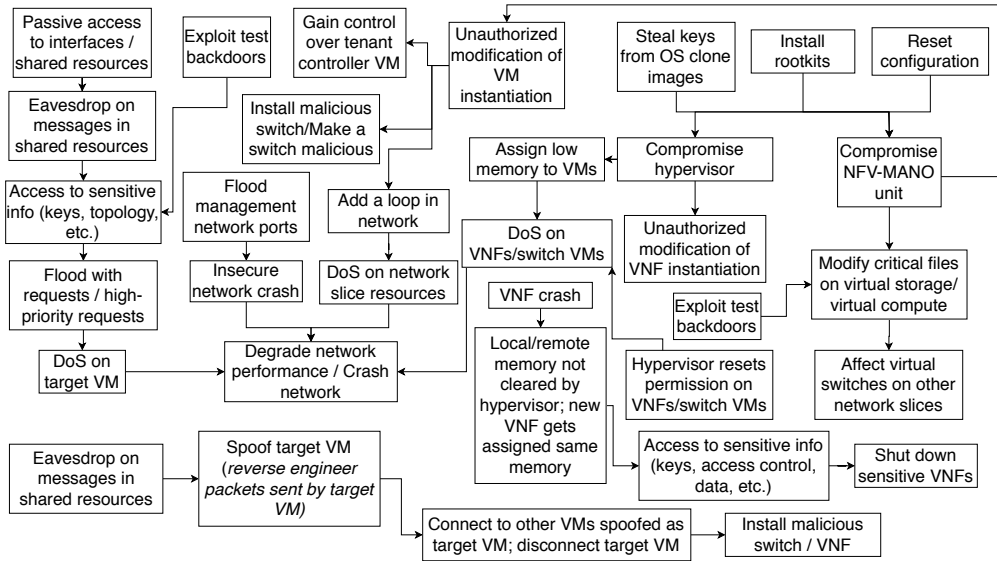 Passive access
to interfaces /
shared resources
Exploit test
backdoors
Gain control
over tenant
controller VM
Unauthorized
modification of
VM
instantiation
Steal keys
from OS clone
images
Install
rootkits
Reset
configuration
Eavesdrop on
messages in
shared resources
Install malicious
switch/Make a
switch malicious
Assign low
memory to VMs
Compromise
hypervisor
Compromise
NFV-MANO
unit
Access to sensitive
info (keys, topology,
etc.)
Flood
management
network ports
Add a loop in
network
DoS on
VNFs/switch VMs
Unauthorized
modification of
VNF instantiation
Flood with
requests / high-
priority requests
Insecure
network crash
DoS on network
slice resources
VNF crash
Exploit test
backdoors
Modify critical files
on virtual storage/
virtual compute
DoS on
target VM
Degrade network
performance / Crash
network
Local/remote
memory not
cleared by
hypervisor; new
VNF gets
assigned same
memory
Hypervisor resets
permission on
VNFs/switch VMs
Affect virtual
switches on other
network slices
Eavesdrop on
messages in
shared resources
Spoof target VM
(reverse engineer
packets sent by target
VM)
Access to sensitive info
(keys, access control,
data, etc.)
Shut down
sensitive VNFs
Connect to other VMs spoofed as
target VM; disconnect target VM
Install malicious
switch / VNF